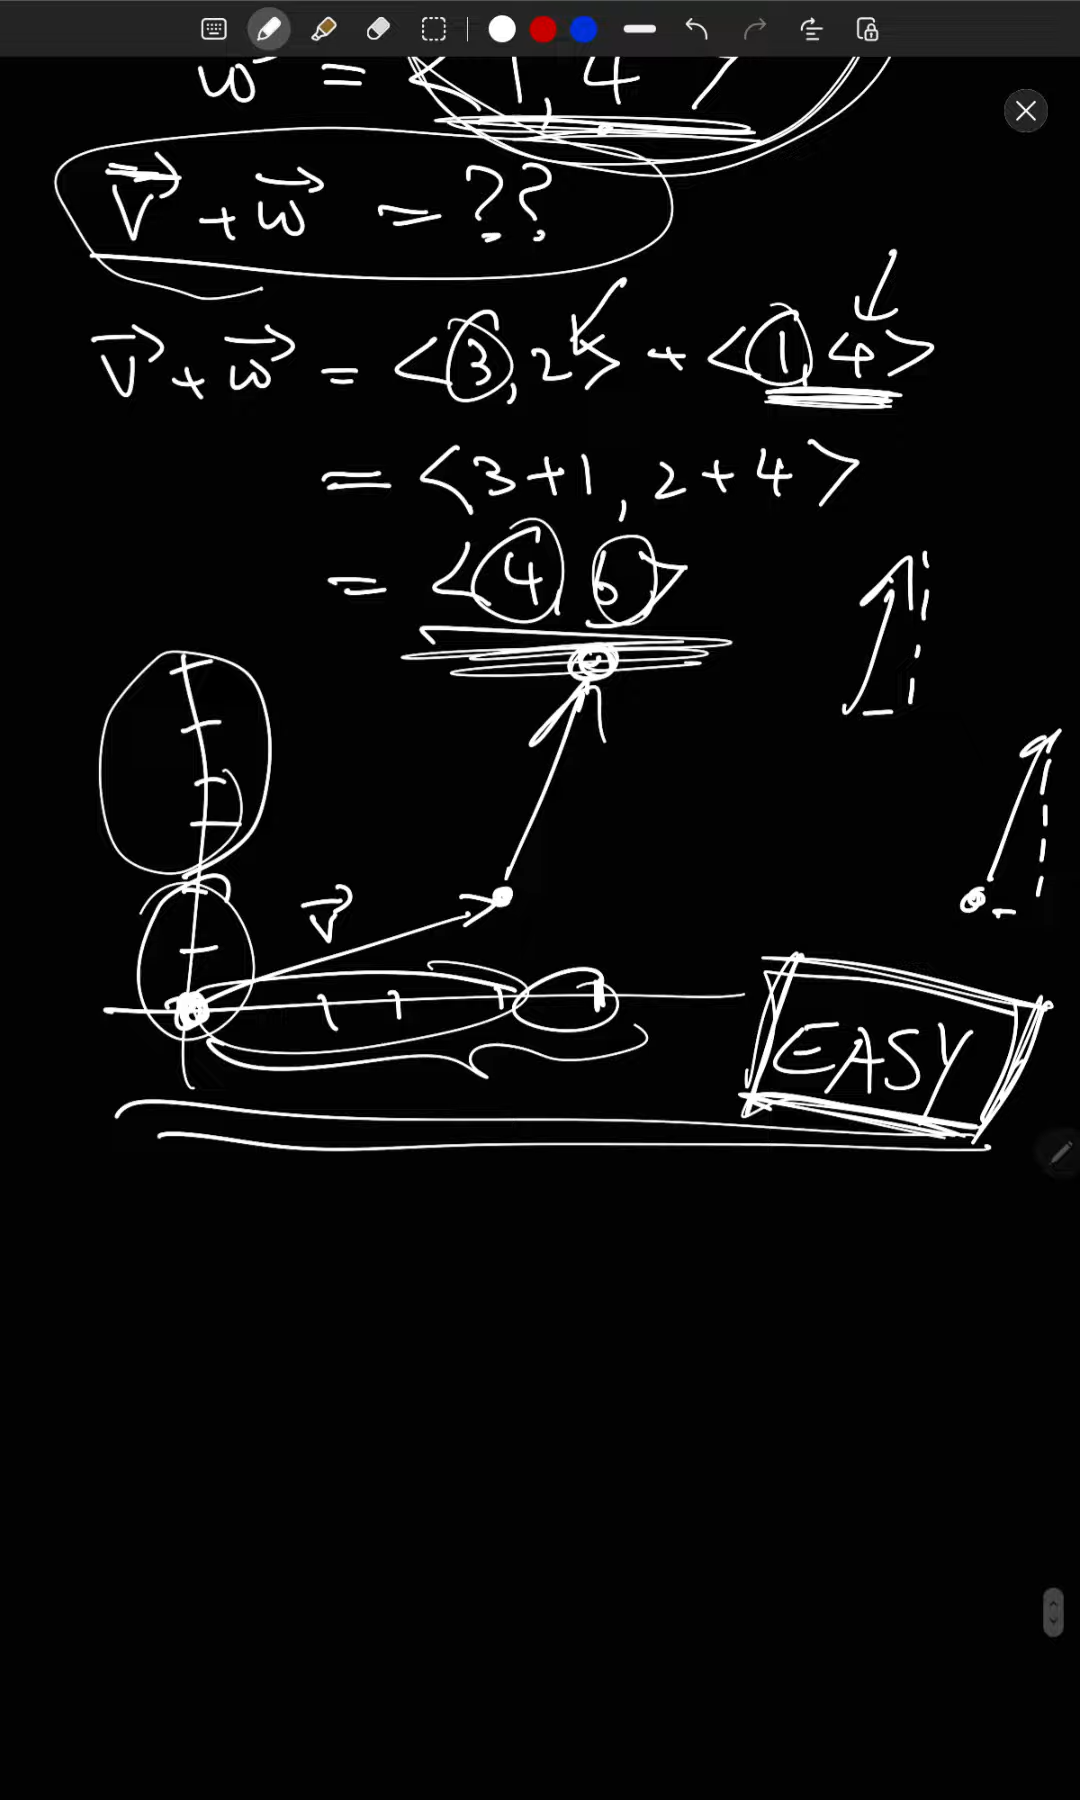 w = < 1, 4 >
v⃗ + w⃗ = ??
v⃗ + w⃗ = <3, 2> + <1, 4>
= <3+1, 2+4>
= <4, 6>
v⃗
EASY